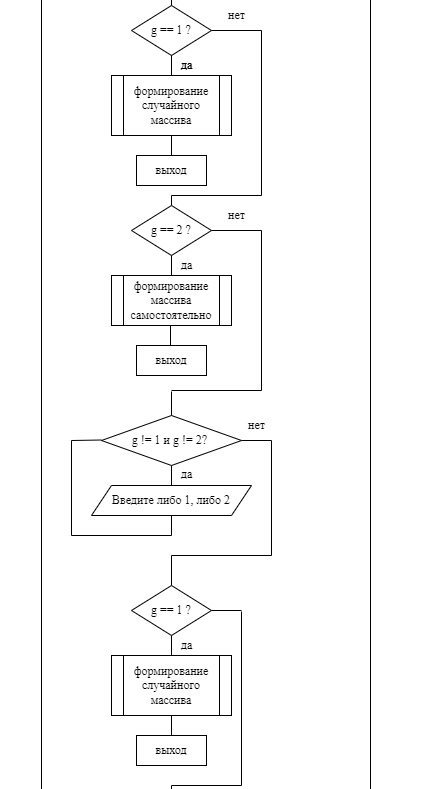 нет
g == 1 ?
да
формирование
случайного
массива
выход
нет
g == 2 ?
да
формирование
массива
самостоятельно
выход
нет
g != 1 и g != 2?
да
Введите либо 1, либо 2
g == 1 ?
да
формирование
случайного
массива
выход